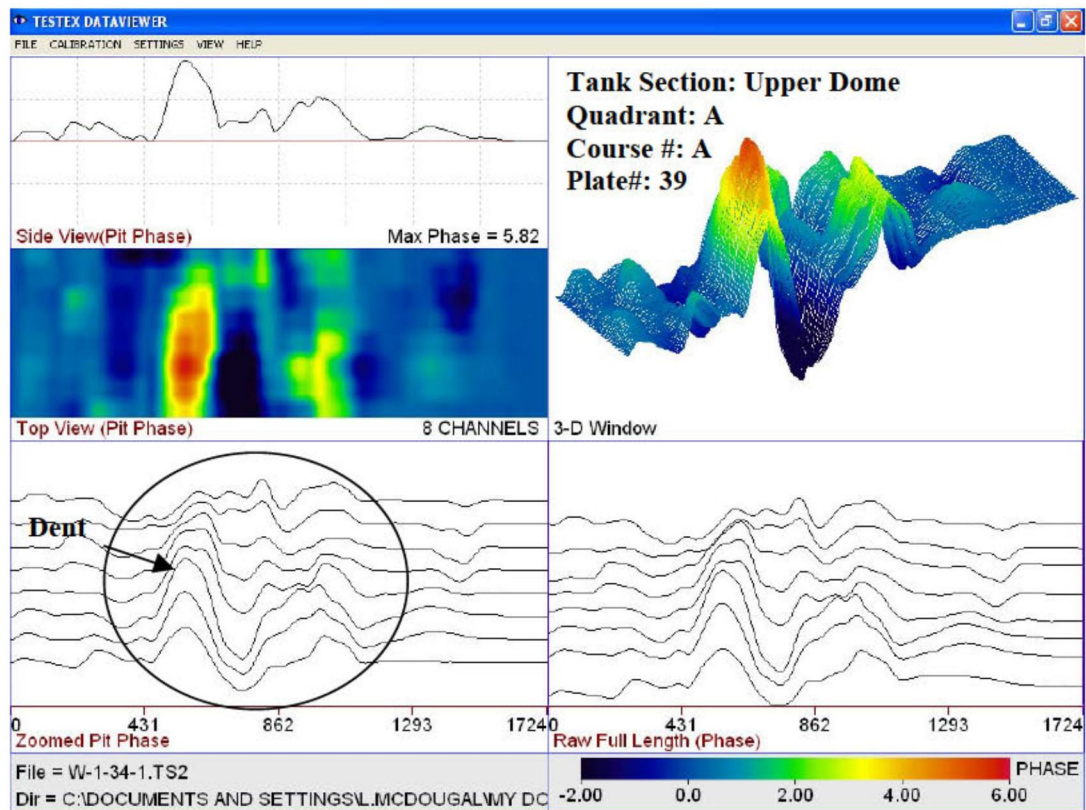 TESTEX DATAVIEWER
FILE CALIBRATION SETTINGS VIEW HELP
Side View(Pit Phase)
Max Phase = 5.82
Tank Section: Upper Dome
Quadrant: A
Course #: A
Plate#: 39
Top View (Pit Phase)
8 CHANNELS
3-D Window
Dent
0 431 862 1293 1724
Zoomed Pit Phase
0 431 862 1293 1724
Raw Full Length (Phase)
File = W-1-34-1.TS2
Dir = C:\DOCUMENTS AND SETTINGS\L.MCDOUGAL\MY DO
PHASE
-2.00 0.0 2.00 4.00 6.00